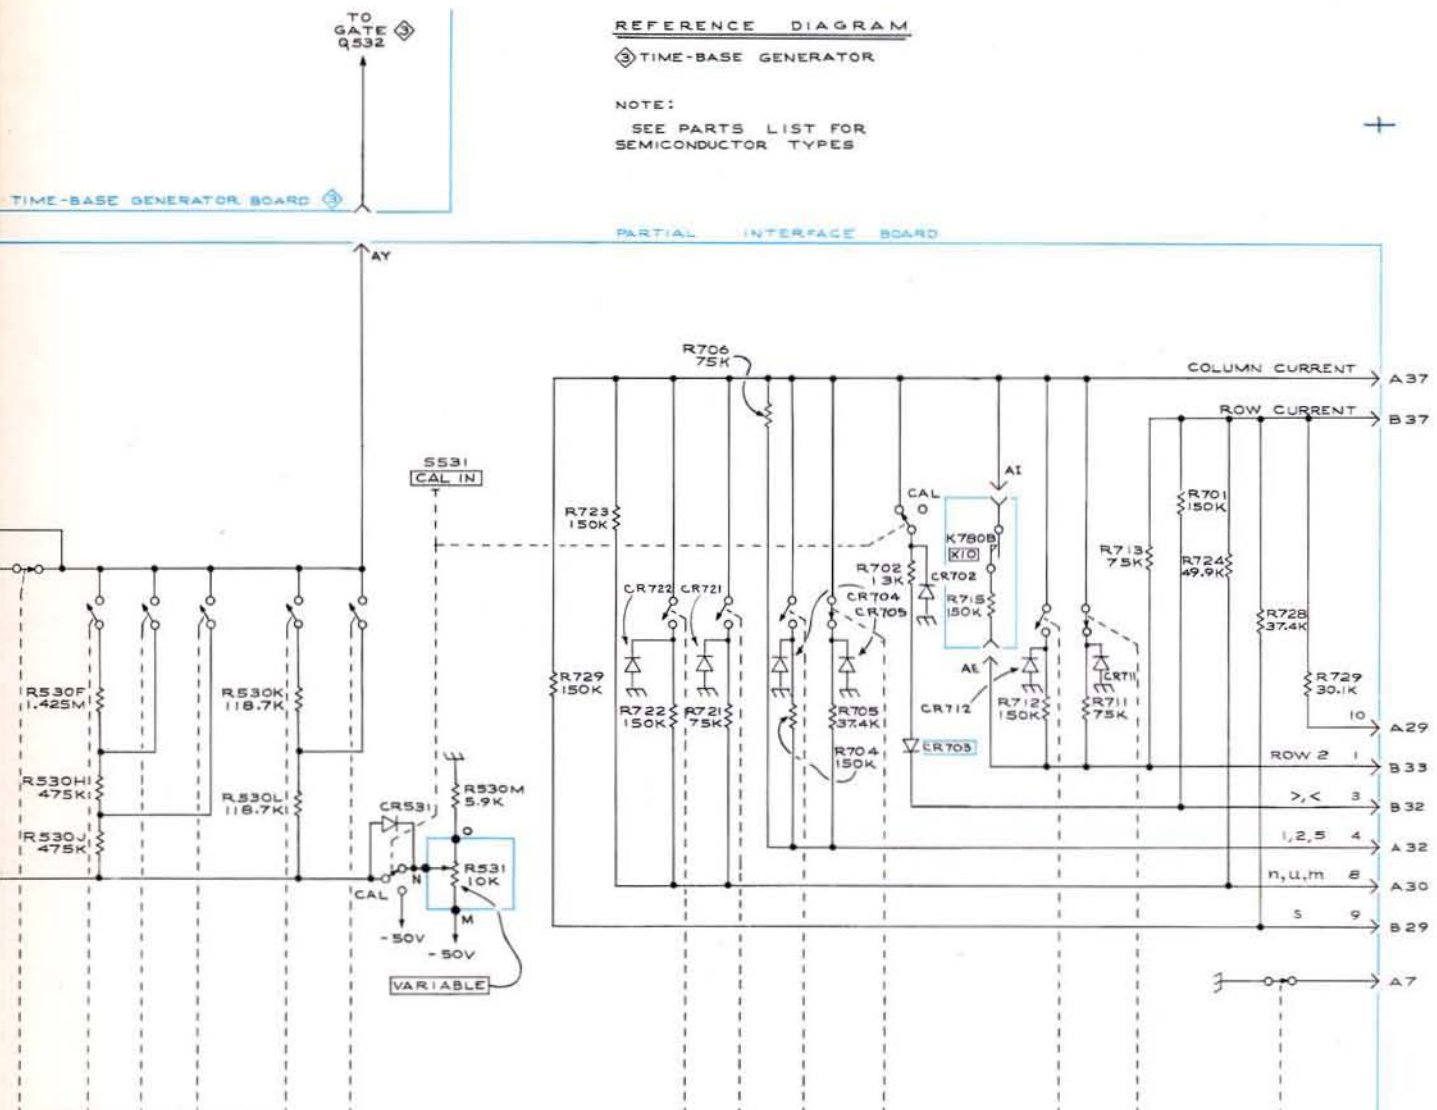 TO
GATE 3
Q532
REFERENCE DIAGRAM
3 TIME-BASE GENERATOR
NOTE:
SEE PARTS LIST FOR
SEMICONDUCTOR TYPES
TIME-BASE GENERATOR BOARD 3
AY
PARTIAL INTERFACE BOARD
R706
75K
COLUMN CURRENT
A37
ROW CURRENT
B37
S531
CAL IN
AI
CAL
R723
150K
R701
150K
K780B
X10
R713
75K
R724
49.9K
R702
13K
CR702
CR722
CR721
CR704
CR705
R715
150K
R728
37.4K
AE
CR711
R530F
1.425M
R530K
118.7K
R729
150K
R722
150K
R721
75K
R705
37.4K
CR712
R712
150K
R711
75K
R729
30.1K
10
A29
R704
150K
CR703
ROW 2
1
B33
R530H
475K
R530L
118.7K
CR531
R530M
5.9K
>,<
3
B32
O
R530J
475K
1,2,5
4
A32
R531
10K
N
CAL
n,u,m
8
A30
M
S
9
B29
-50V
-50V
VARIABLE
A7